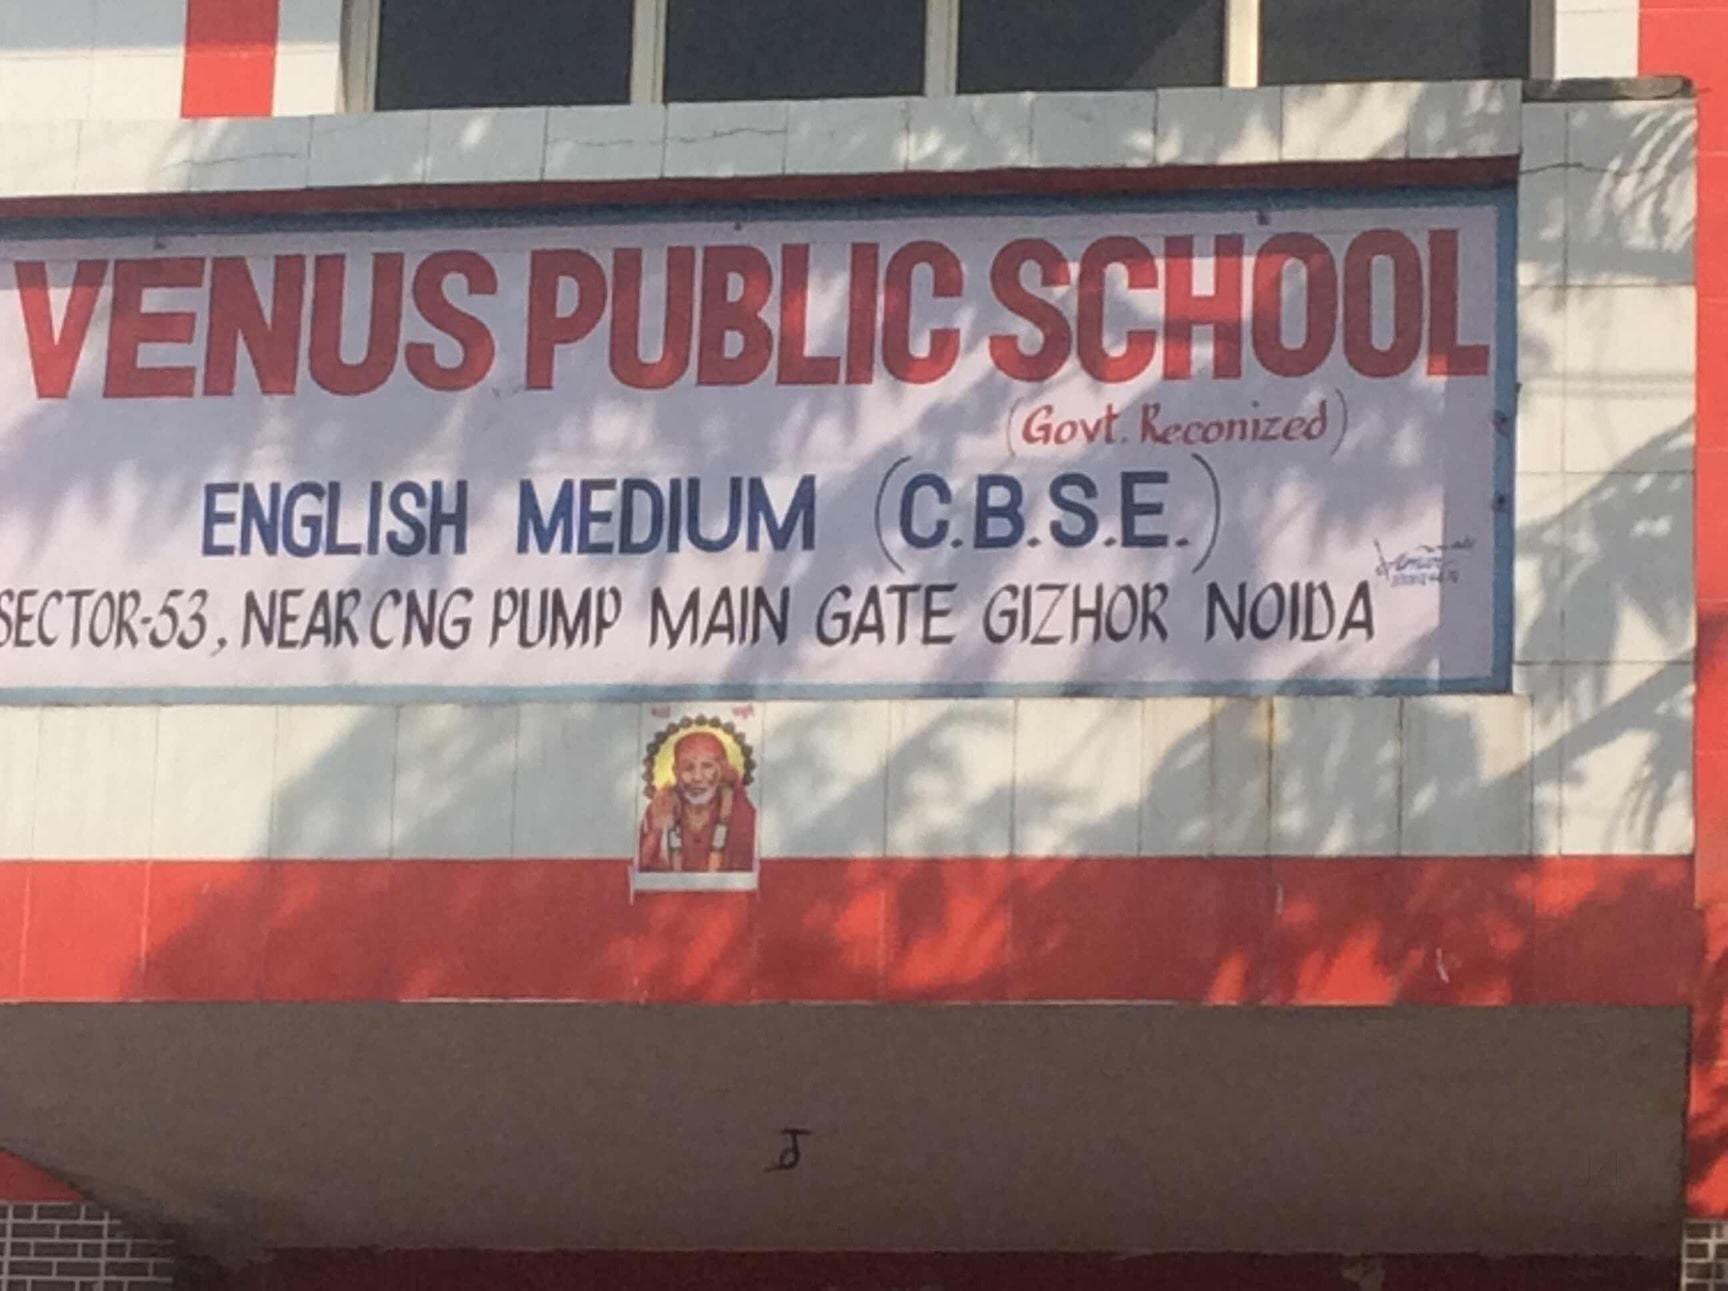 VENUS PUBLIC SCHOOL
(Govt. Reconized)
ENGLISH MEDIUM (C.B.S.E.)
SECTOR-53, NEAR CNG PUMP MAIN GATE GIZHOR NOIDA